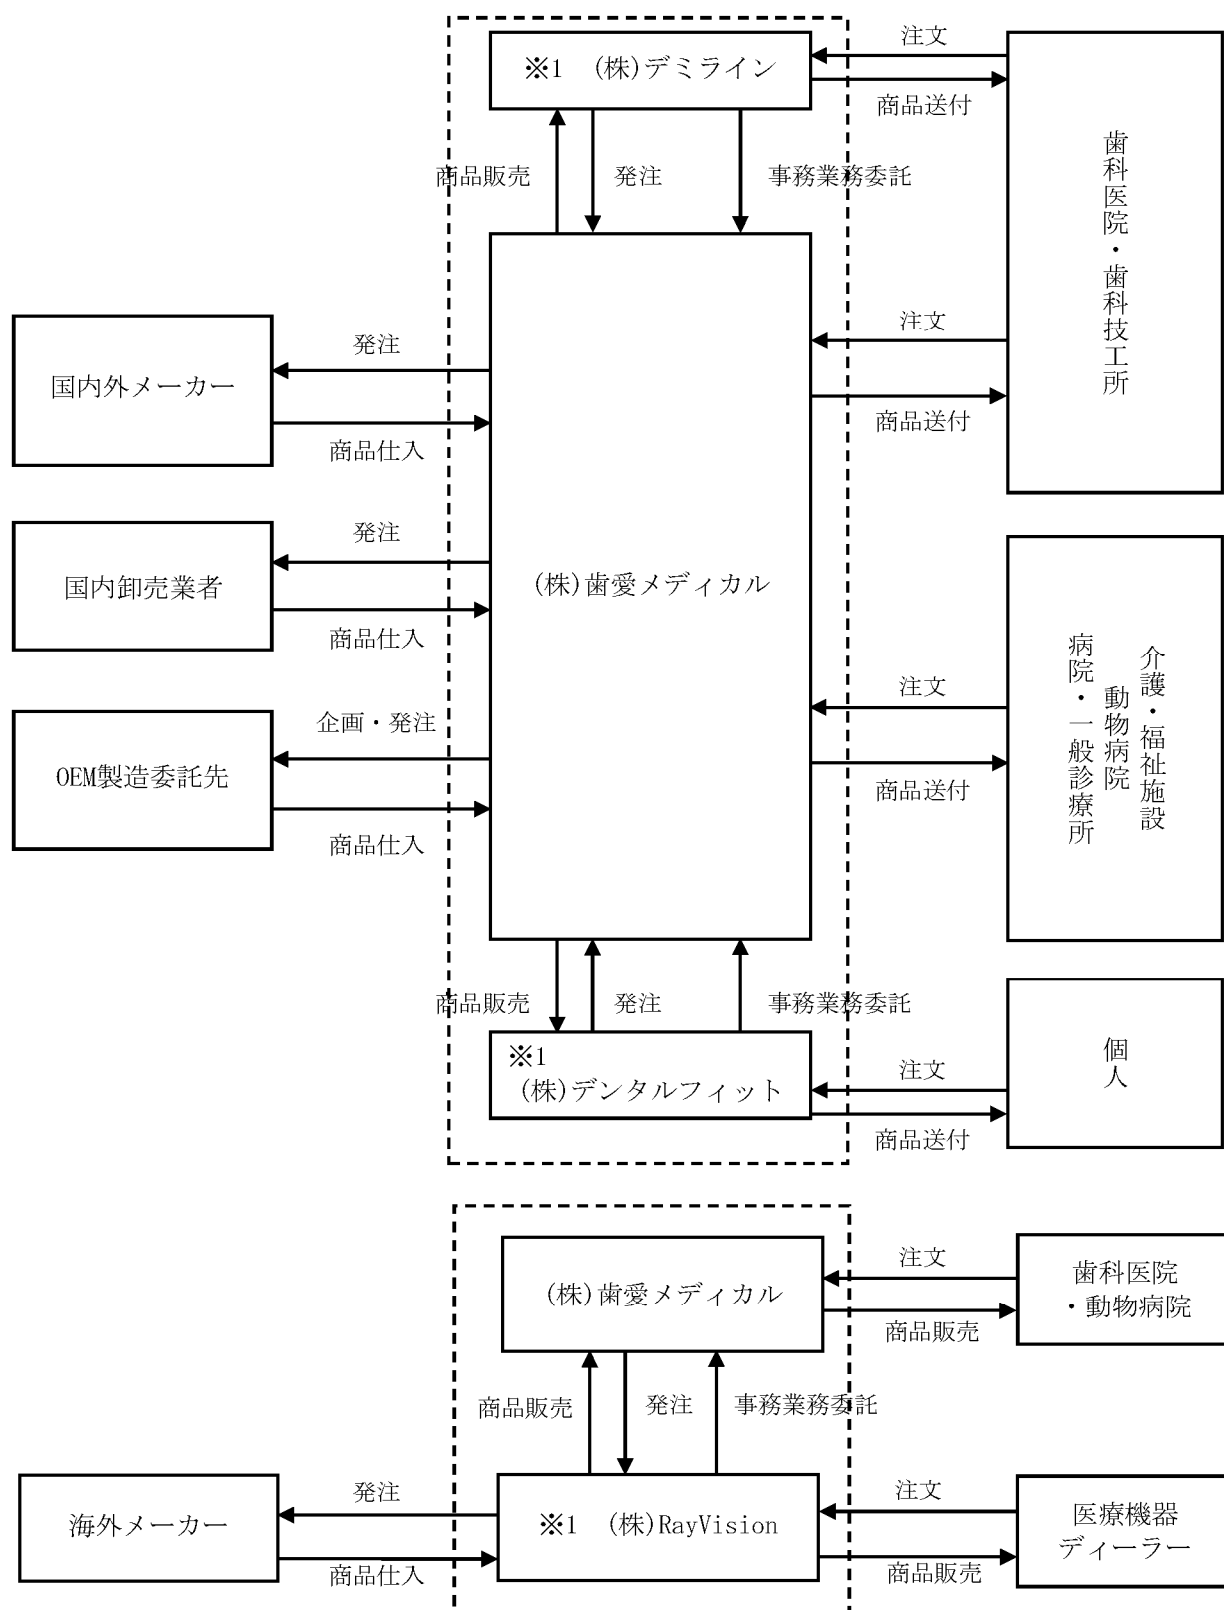 ※1 (株)デミライン
注文
商品送付
商品販売
発注
事務業務委託
歯科医院・歯科技工所
国内外メーカー
発注
商品仕入
注文
商品送付
国内卸売業者
発注
商品仕入
(株)歯愛メディカル
OEM製造委託先
企画・発注
商品仕入
注文
商品送付
介護・福祉施設
動物病院
病院・一般診療所
商品販売
発注
事務業務委託
※1
(株)デンタルフィット
注文
商品送付
個人
(株)歯愛メディカル
注文
商品販売
歯科医院
・動物病院
商品販売
発注
事務業務委託
海外メーカー
発注
商品仕入
※1 (株)RayVision
注文
商品販売
医療機器
ディーラー